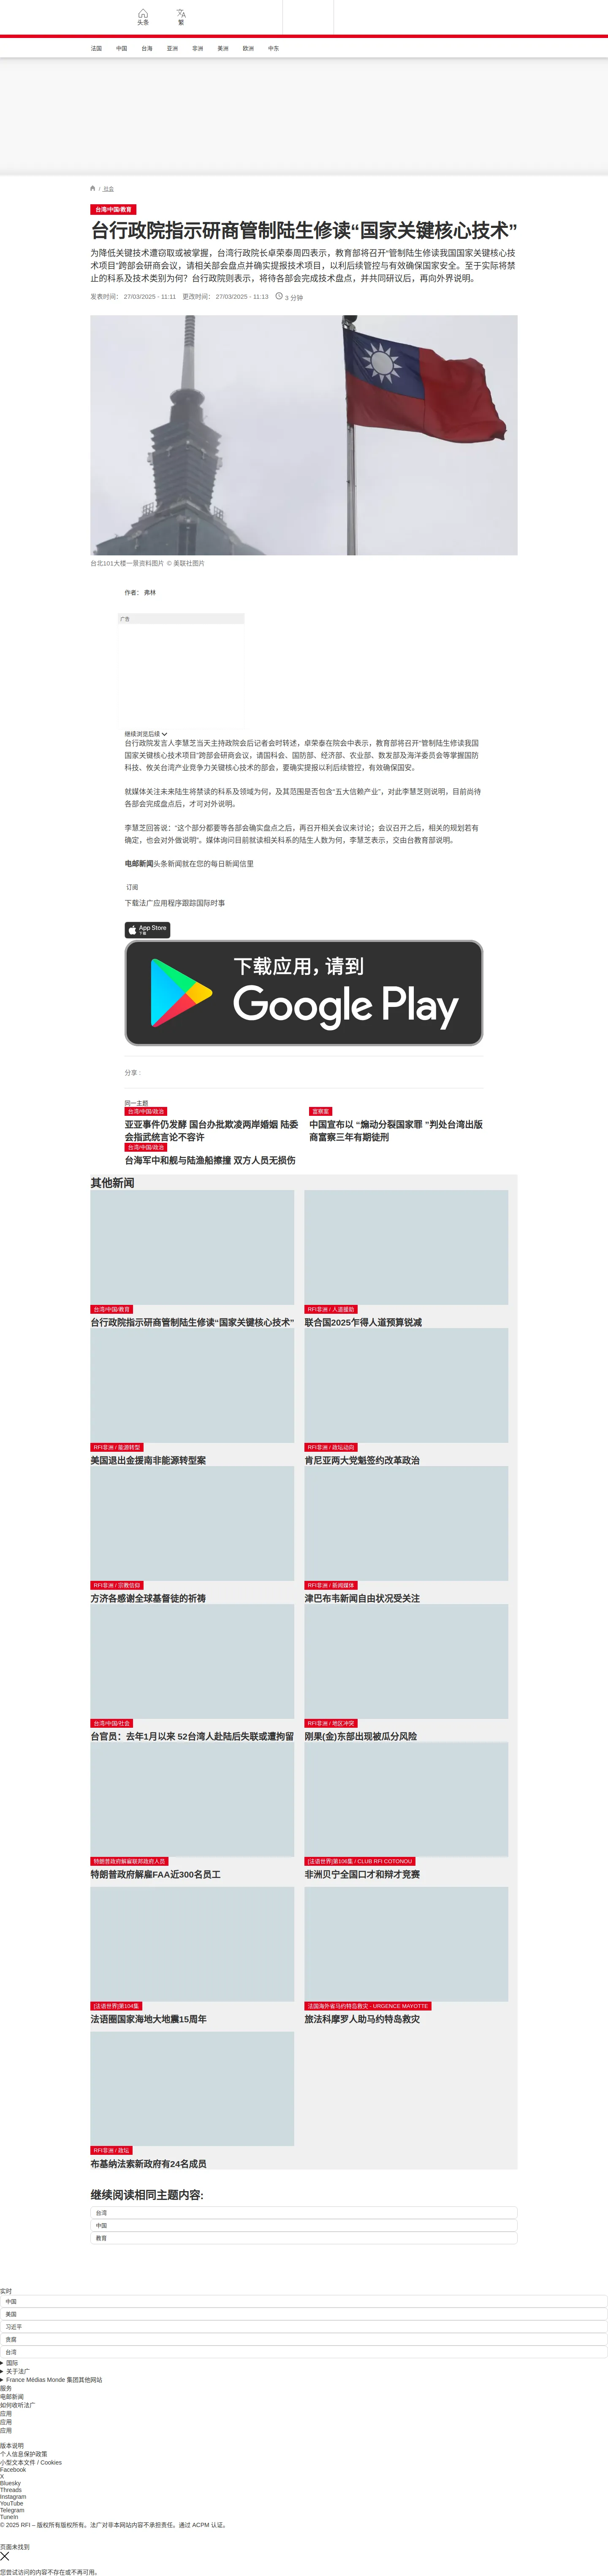 头条
繁
法国
中国
台海
亚洲
非洲
美洲
欧洲
中东
/ 社会
台湾/中国/教育
台行政院指示研商管制陆生修读“国家关键核心技术”
为降低关键技术遭窃取或被掌握，台湾行政院长卓荣泰周四表示，教育部将召开“管制陆生修读我国国家关键核心技
术项目”跨部会研商会议，请相关部会盘点并确实提报技术项目，以利后续管控与有效确保国家安全。至于实际将禁
止的科系及技术类别为何？台行政院则表示，将待各部会完成技术盘点，并共同研议后，再向外界说明。
发表时间： 27/03/2025 - 11:11 更改时间： 27/03/2025 - 11:13 3 分钟
台北101大楼一景资料图片 © 美联社图片
作者： 弗林
广告
继续浏览后续
台行政院发言人李慧芝当天主持政院会后记者会时转述，卓荣泰在院会中表示，教育部将召开“管制陆生修读我国
国家关键核心技术项目”跨部会研商会议，请国科会、国防部、经济部、农业部、数发部及海洋委员会等掌握国防
科技、攸关台湾产业竞争力关键核心技术的部会，要确实提报以利后续管控，有效确保国安。
就媒体关注未来陆生将禁读的科系及领域为何，及其范围是否包含“五大信赖产业”，对此李慧芝则说明，目前尚待
各部会完成盘点后，才可对外说明。
李慧芝回答说：“这个部分都要等各部会确实盘点之后，再召开相关会议来讨论；会议召开之后，相关的规划若有
确定，也会对外做说明”。媒体询问目前就读相关科系的陆生人数为何，李慧芝表示，交由台教育部说明。
电邮新闻头条新闻就在您的每日新闻信里
订阅
下载法广应用程序跟踪国际时事
App Store
下载
下载应用，请到
Google Play
分享 :
同一主题
台湾/中国/政治
亚亚事件仍发酵 国台办批欺凌两岸婚姻 陆委
会指武统言论不容许
富察案
中国宣布以 “煽动分裂国家罪 ”判处台湾出版
商富察三年有期徒刑
台湾/中国/政治
台海军中和舰与陆渔船擦撞 双方人员无损伤
其他新闻
台湾/中国/教育
台行政院指示研商管制陆生修读“国家关键核心技术”
RFI非洲 / 人道援助
联合国2025乍得人道预算锐减
RFI非洲 / 能源转型
美国退出金援南非能源转型案
RFI非洲 / 政坛动向
肯尼亚两大党魁签约改革政治
RFI非洲 / 宗教信仰
方济各感谢全球基督徒的祈祷
RFI非洲 / 新闻媒体
津巴布韦新闻自由状况受关注
台湾/中国/社会
台官员：去年1月以来 52台湾人赴陆后失联或遭拘留
RFI非洲 / 地区冲突
刚果(金)东部出现被瓜分风险
特朗普政府解雇联邦政府人员
特朗普政府解雇FAA近300名员工
[法语世界]第106集 / CLUB RFI COTONOU
非洲贝宁全国口才和辩才竞赛
[法语世界]第104集
法语圈国家海地大地震15周年
法国海外省马约特岛救灾 - URGENCE MAYOTTE
旅法科摩罗人助马约特岛救灾
RFI非洲 / 政坛
布基纳法索新政府有24名成员
继续阅读相同主题内容:
台湾
中国
教育
实时
中国
美国
习近平
贪腐
台湾
国际
关于法广
France Médias Monde 集团其他网站
服务
电邮新闻
如何收听法广
应用
应用
应用
版本说明
个人信息保护政策
小型文本文件 / Cookies
Facebook
X
Bluesky
Threads
Instagram
YouTube
Telegram
TuneIn
© 2025 RFI – 版权所有版权所有。法广对非本网站内容不承担责任。通过 ACPM 认证。
页面未找到
您尝试访问的内容不存在或不再可用。